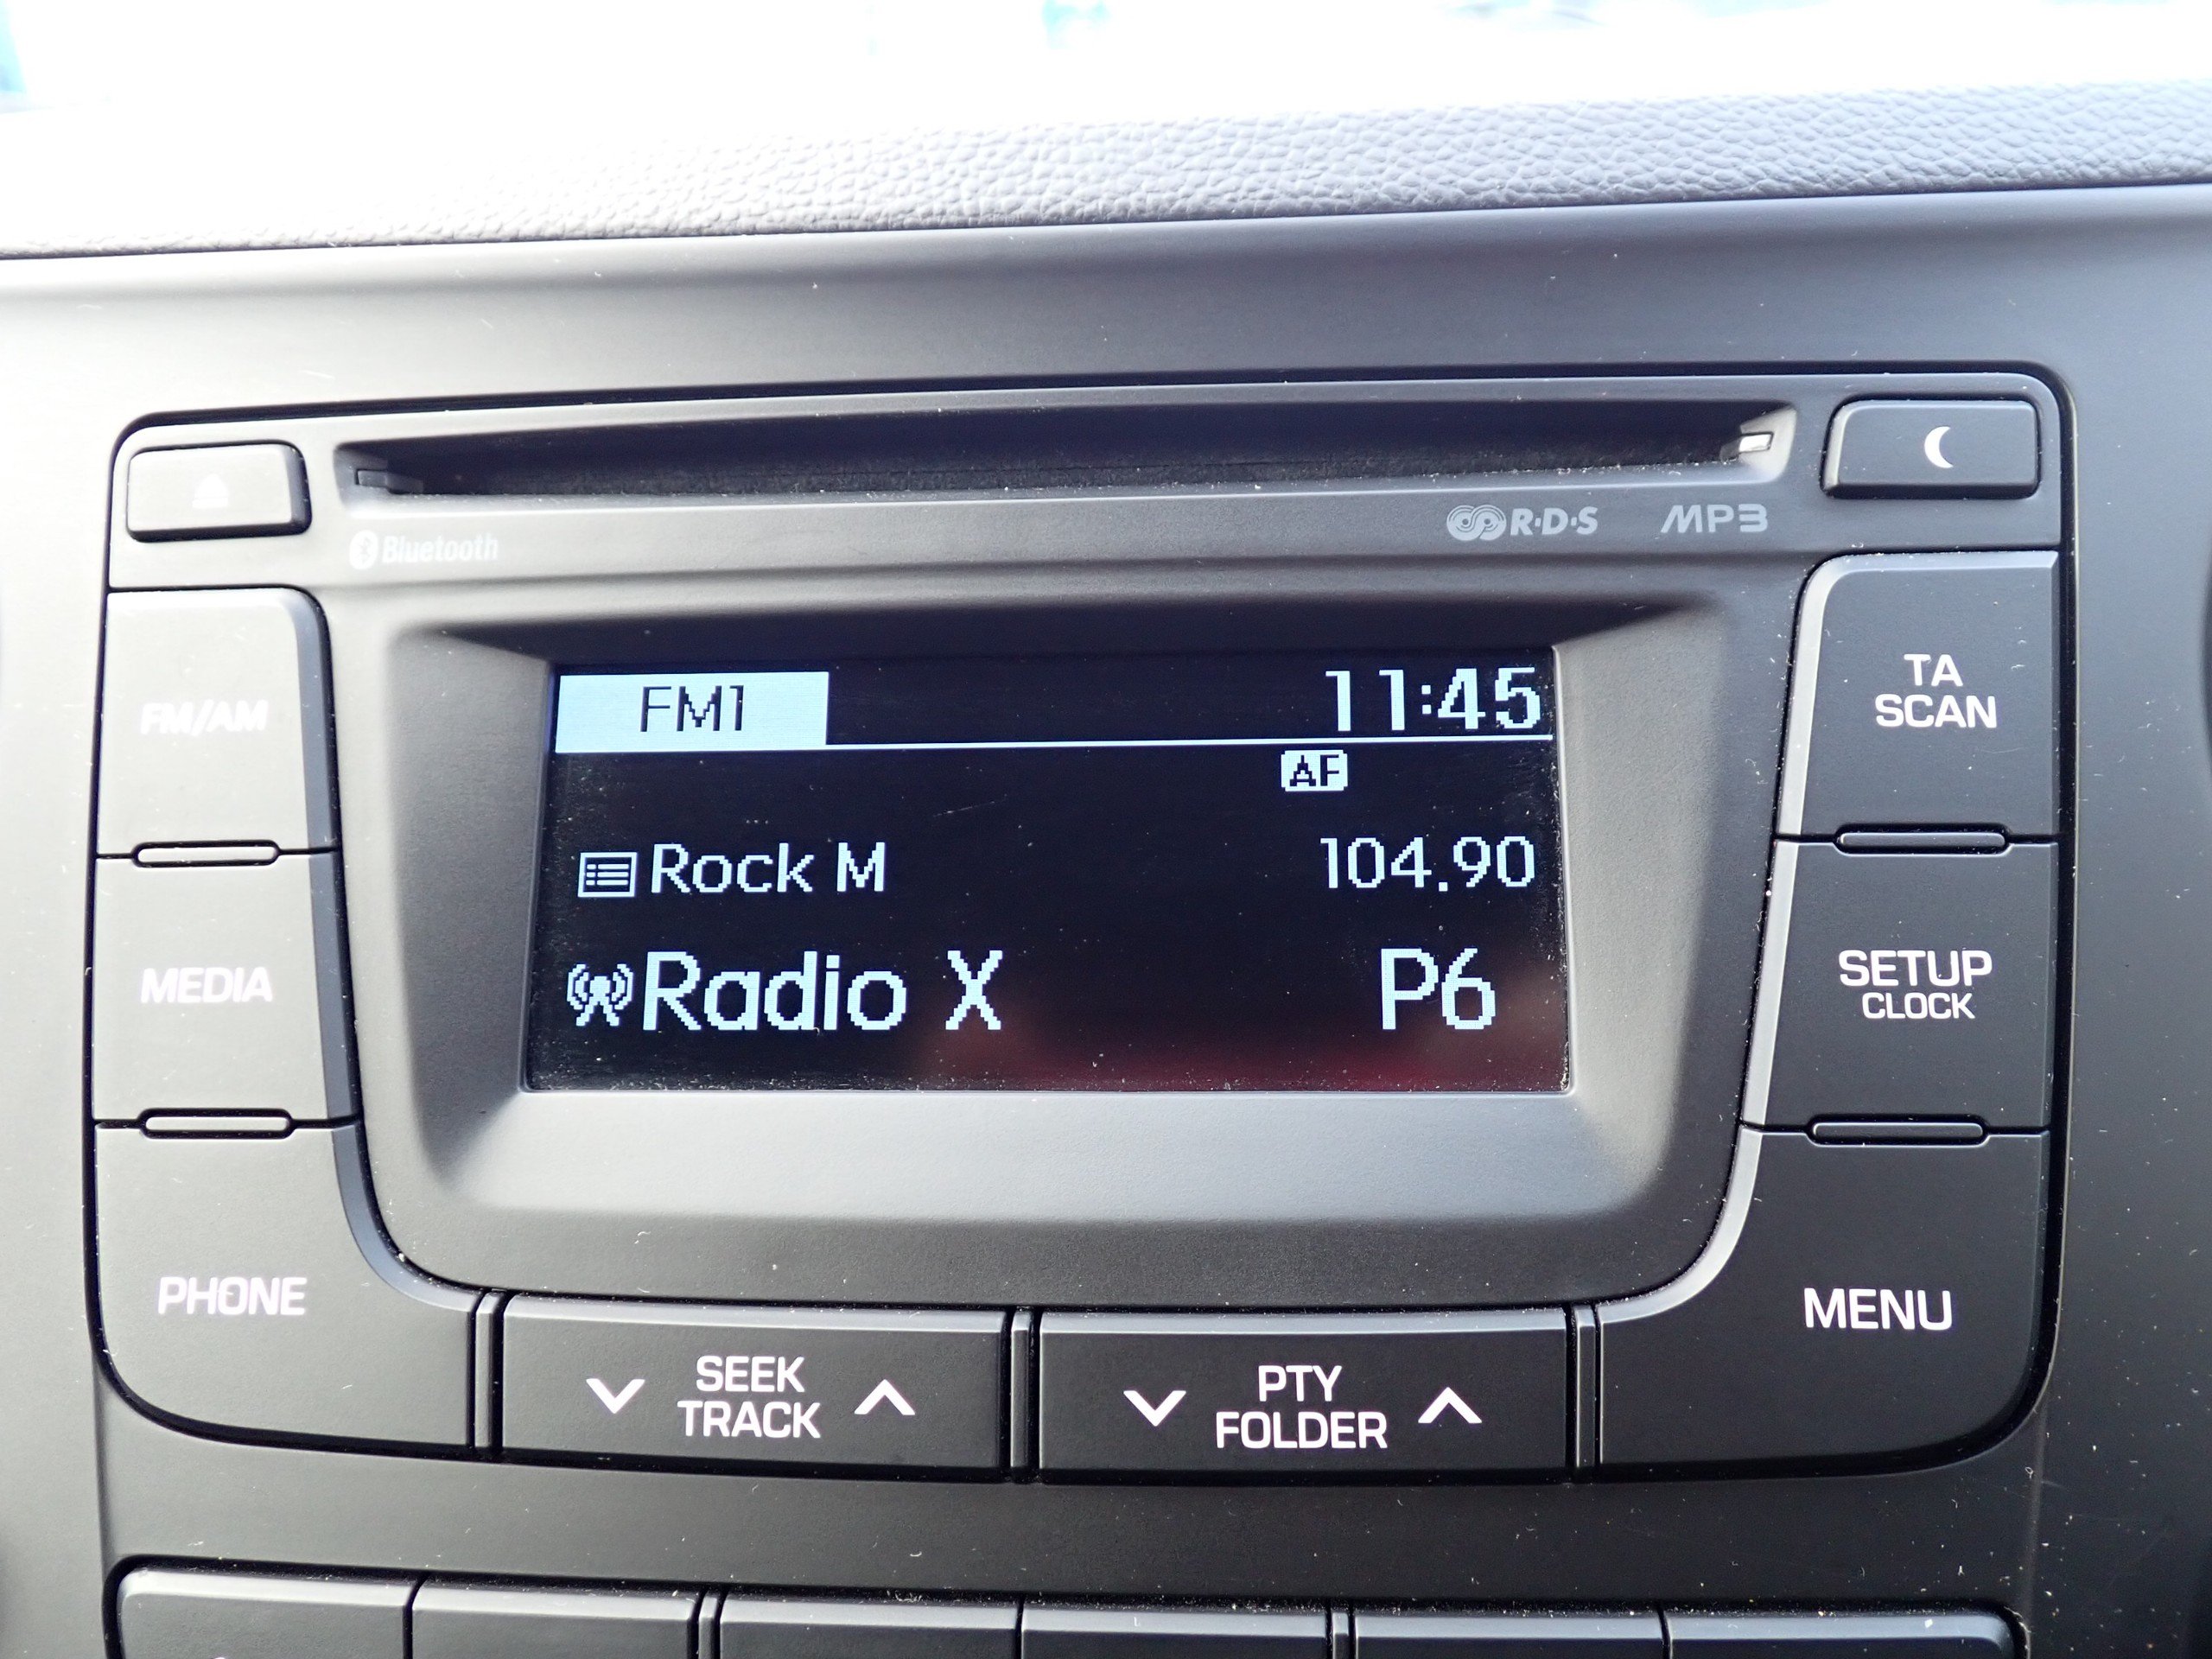 Bluetooth
R·D·S MP3
FM/AM
MEDIA
PHONE
FM1 11:45
AF
Rock M 104.90
Radio X P6
TA
SCAN
SETUP
CLOCK
MENU
SEEK
TRACK
PTY
FOLDER